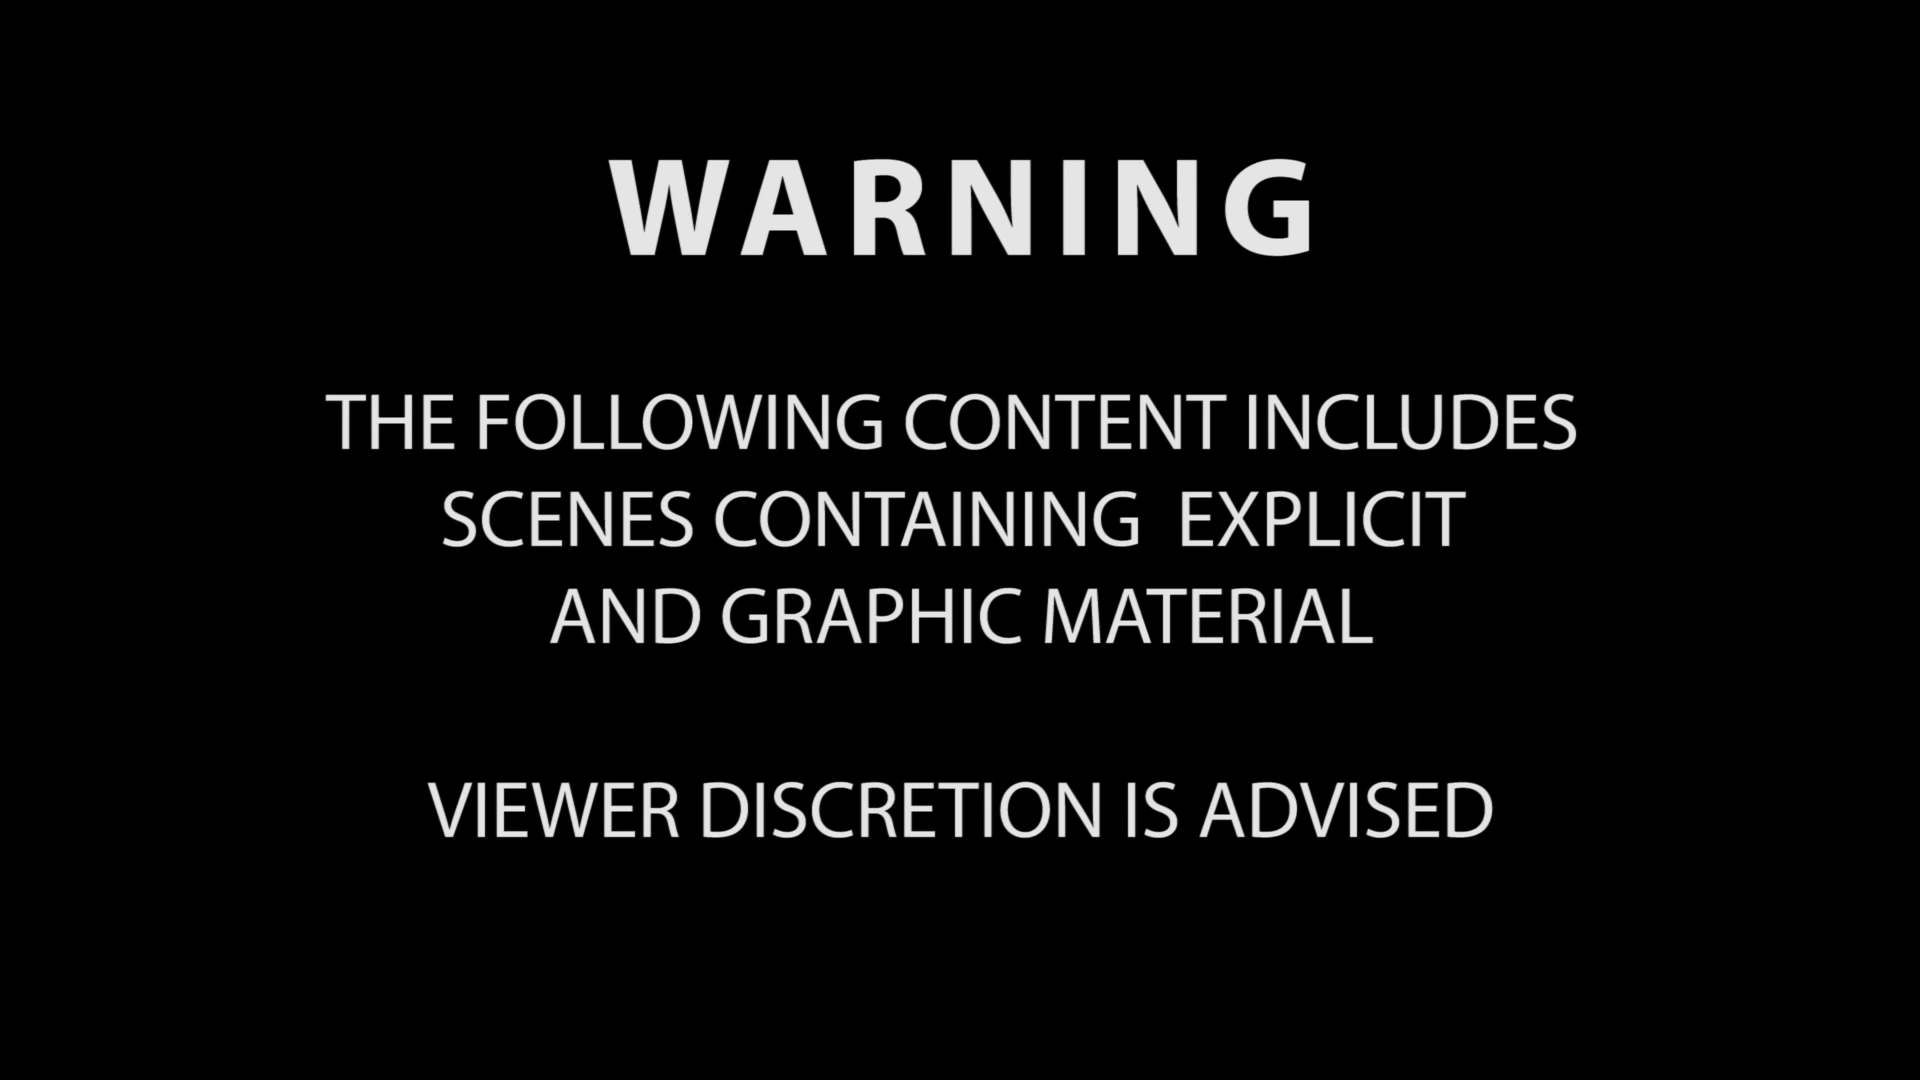 WARNING
THE FOLLOWING CONTENT INCLUDES
SCENES CONTAINING  EXPLICIT
AND GRAPHIC MATERIAL
VIEWER DISCRETION IS ADVISED